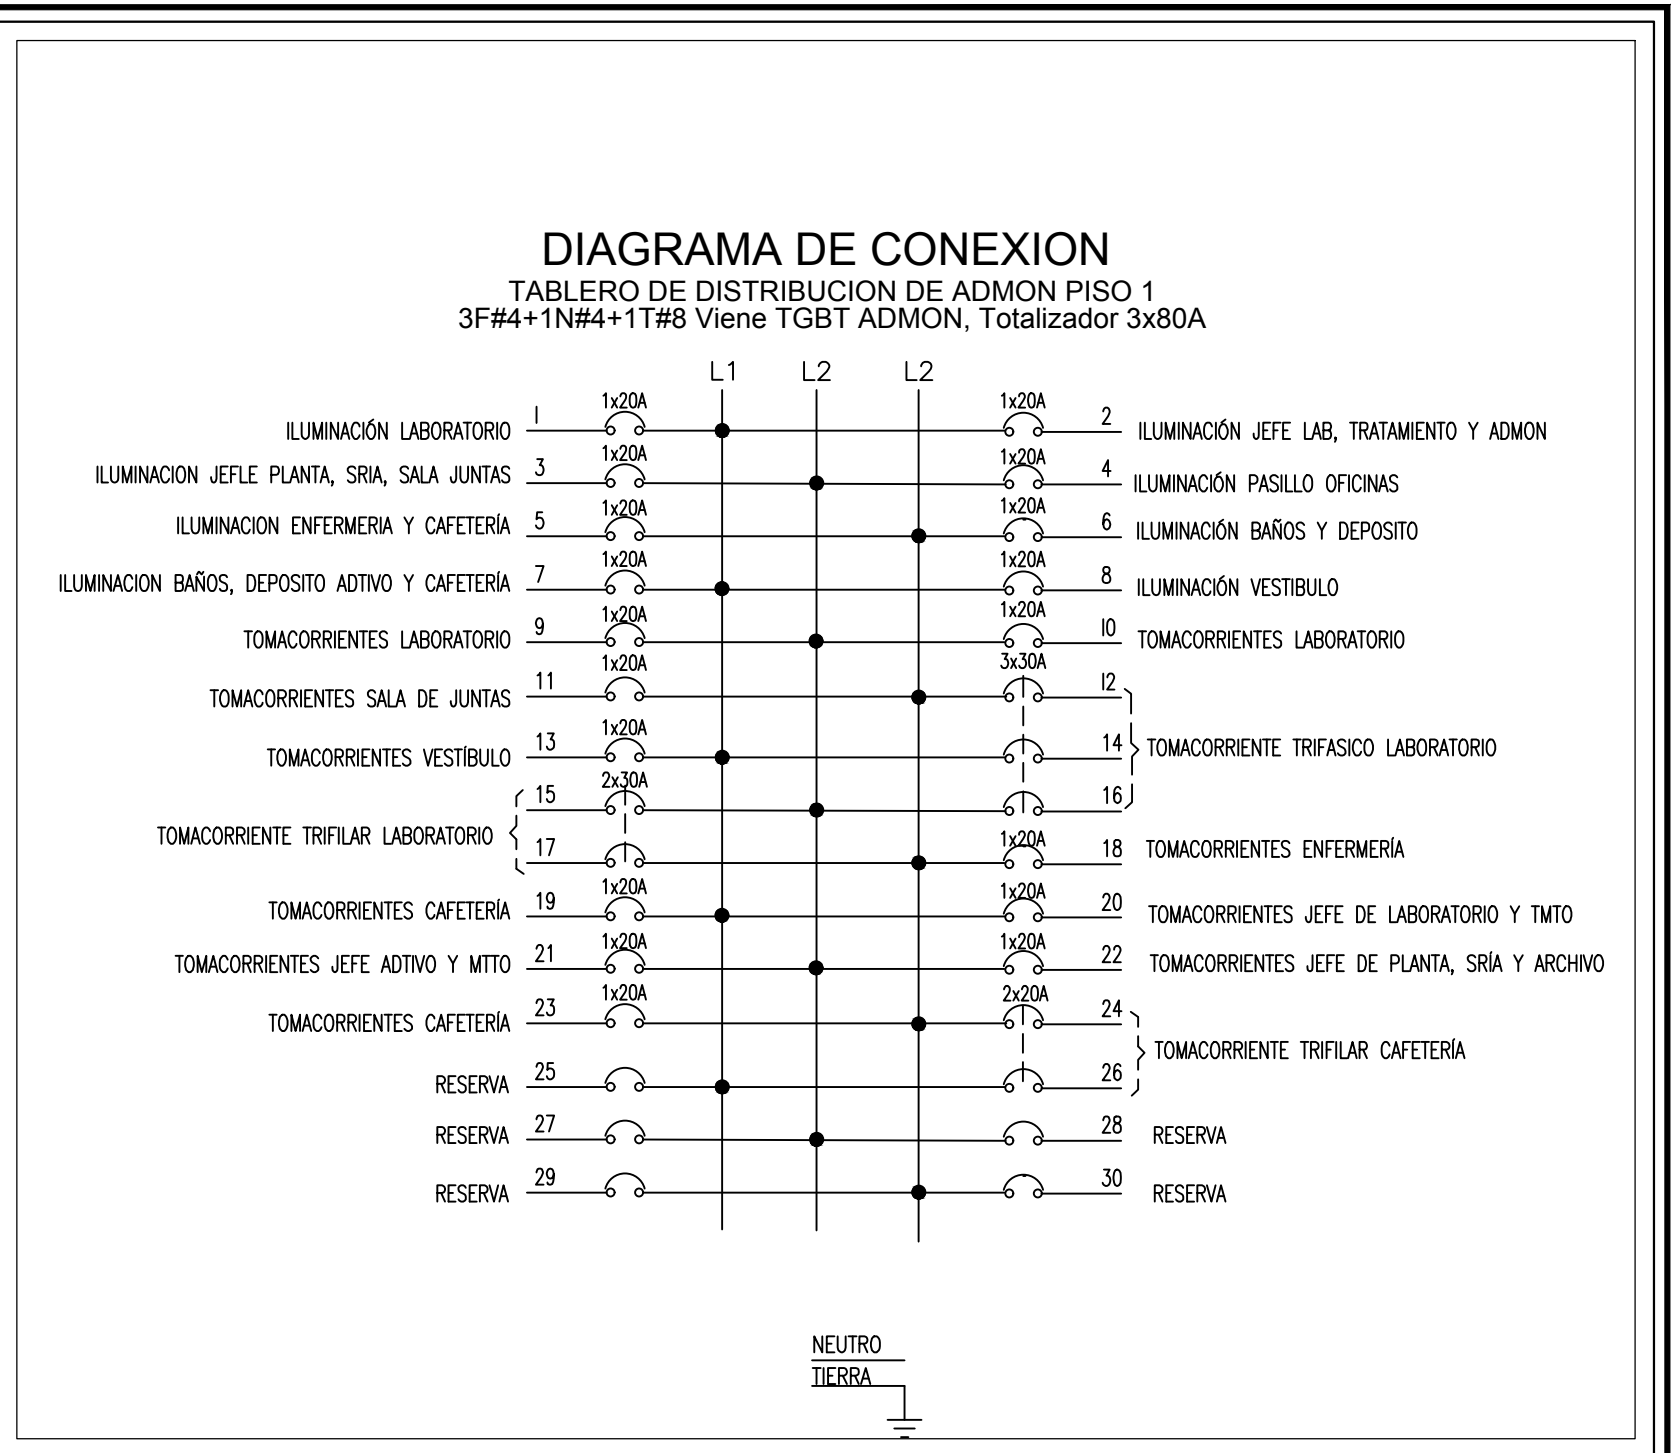 DIAGRAMA DE CONEXION
TABLERO DE DISTRIBUCION DE ADMON PISO 1
3F#4+1N#4+1T#8 Viene TGBT ADMON, Totalizador 3x80A
L1 L2 L2
ILUMINACIÓN LABORATORIO 1 1x20A 1x20A 2 ILUMINACIÓN JEFE LAB, TRATAMIENTO Y ADMON
ILUMINACION JEFLE PLANTA, SRIA, SALA JUNTAS 3 1x20A 1x20A 4 ILUMINACIÓN PASILLO OFICINAS
ILUMINACION ENFERMERIA Y CAFETERÍA 5 1x20A 1x20A 6 ILUMINACIÓN BAÑOS Y DEPOSITO
ILUMINACION BAÑOS, DEPOSITO ADTIVO Y CAFETERÍA 7 1x20A 1x20A 8 ILUMINACIÓN VESTIBULO
TOMACORRIENTES LABORATORIO 9 1x20A 1x20A 10 TOMACORRIENTES LABORATORIO
TOMACORRIENTES SALA DE JUNTAS 11 1x20A 3x30A 12
TOMACORRIENTES VESTÍBULO 13 1x20A 14 TOMACORRIENTE TRIFASICO LABORATORIO
15 2x30A 16
TOMACORRIENTE TRIFILAR LABORATORIO
17 1x20A 18 TOMACORRIENTES ENFERMERÍA
TOMACORRIENTES CAFETERÍA 19 1x20A 1x20A 20 TOMACORRIENTES JEFE DE LABORATORIO Y TMTO
TOMACORRIENTES JEFE ADTIVO Y MTTO 21 1x20A 1x20A 22 TOMACORRIENTES JEFE DE PLANTA, SRÍA Y ARCHIVO
TOMACORRIENTES CAFETERÍA 23 1x20A 2x20A 24
TOMACORRIENTE TRIFILAR CAFETERÍA
RESERVA 25 26
RESERVA 27 28 RESERVA
RESERVA 29 30 RESERVA
NEUTRO
TIERRA